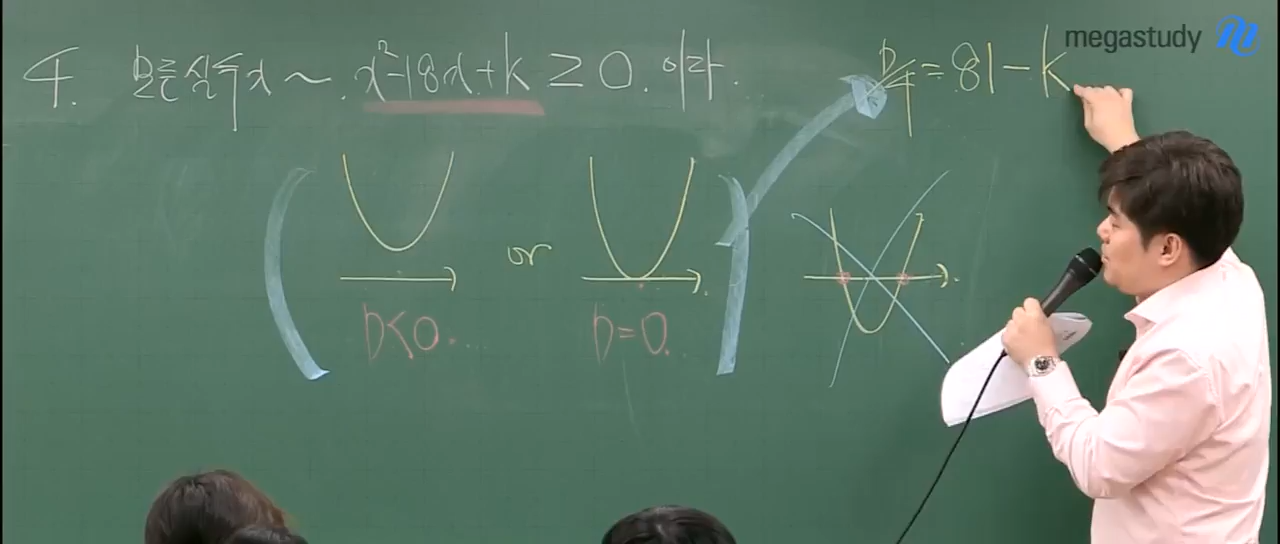 megastudy
4. 모든 실수 x ~ x²-18x+k ≥ 0. 이라.
D/4 = 81-k
or
D<0. D=0.